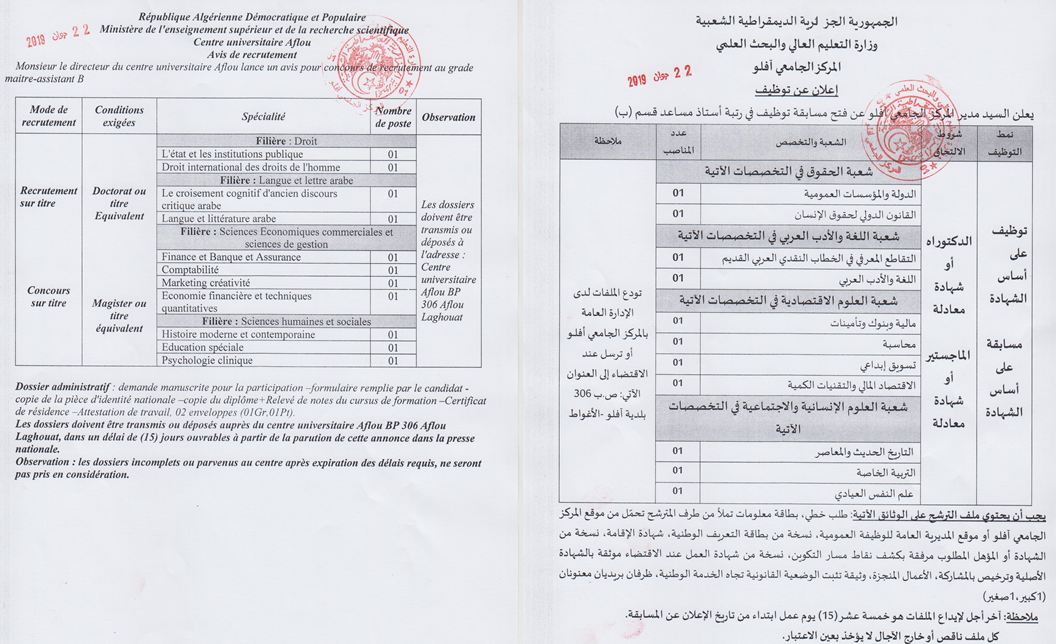 République Algérienne Démocratique et Populaire
Ministère de l'enseignement supérieur et de la recherche scientifique
Centre universitaire Aflou
Avis de recrutement
22 جوان 2019
Monsieur le directeur du centre universitaire Aflou lance un avis pour concours de recrutement au grade
maitre-assistant B
Mode de recrutement | Conditions exigées | Spécialité | Nombre de poste | Observation
Filière : Droit
L'état et les institutions publique 01
Droit international des droits de l'homme 01
Filière : Langue et lettre arabe
Recrutement sur titre
Doctorat ou titre Equivalent
Le croisement cognitif d'ancien discours
critique arabe 01
Langue et littérature arabe 01
Filière : Sciences Economiques commerciales et
sciences de gestion
Finance et Banque et Assurance 01
Comptabilité 01
Marketing créativité 01
Concours sur titre
Magister ou titre équivalent
Economie financière et techniques
quantitatives 01
Filière : Sciences humaines et sociales
Histoire moderne et contemporaine 01
Education spéciale 01
Psychologie clinique 01
Les dossiers
doivent être
transmis ou
déposés à
l'adresse :
Centre
universitaire
Aflou BP
306 Aflou
Laghouat
Dossier administratif : demande manuscrite pour la participation –formulaire remplie par le candidat -
copie de la pièce d'identité nationale –copie du diplôme+Relevé de notes du cursus de formation –Certificat
de résidence –Attestation de travail, 02 enveloppes (01Gr,01Pt).
Les dossiers doivent être transmis ou déposés auprès du centre universitaire Aflou BP 306 Aflou
Laghouat, dans un délai de (15) jours ouvrables à partir de la parution de cette annonce dans la presse
nationale.
Observation : les dossiers incomplets ou parvenus au centre après expiration des délais requis, ne seront
pas pris en considération.
الجمهورية الجزائرية الديمقراطية الشعبية
وزارة التعليم العالي والبحث العلمي
المركز الجامعي آفلو
إعلان عن توظيف
22 جوان 2019
يعلن السيد مدير المركز الجامعي آفلو عن فتح مسابقة توظيف في رتبة أستاذ مساعد قسم (ب)
نمط التوظيف | شروط الالتحاق | الشعبة والتخصص | عدد المناصب | ملاحظة
شعبة الحقوق في التخصصات الآتية
الدولة والمؤسسات العمومية 01
القانون الدولي لحقوق الإنسان 01
توظيف على أساس الشهادة
الدكتوراه أو شهادة معادلة
شعبة اللغة والأدب العربي في التخصصات الآتية
التقاطع المعرفي في الخطاب النقدي العربي القديم 01
اللغة والأدب العربي 01
شعبة العلوم الاقتصادية في التخصصات الآتية
مالية وبنوك وتأمينات 01
محاسبة 01
تسويق إبداعي 01
الاقتصاد المالي والتقنيات الكمية 01
مسابقة على أساس الشهادة
الماجستير أو شهادة معادلة
شعبة العلوم الإنسانية والاجتماعية في التخصصات
الآتية
التاريخ الحديث والمعاصر 01
التربية الخاصة 01
علم النفس العيادي 01
تودع الملفات لدى
الإدارة العامة
بالمركز الجامعي آفلو
أو ترسل عند
الاقتضاء إلى العنوان
الآتي: ص.ب 306
بلدية آفلو -الأغواط
يجب أن يحتوي ملف الترشح على الوثائق الآتية: طلب خطي، بطاقة معلومات تملأ من طرف المترشح تحمّل من موقع المركز
الجامعي آفلو أو موقع المديرية العامة للوظيفة العمومية، نسخة من بطاقة التعريف الوطنية، شهادة الإقامة، نسخة من
الشهادة أو المؤهل المطلوب مرفقة بكشف نقاط مسار التكوين، نسخة من شهادة العمل عند الاقتضاء موثقة بالشهادة
الأصلية وترخيص بالمشاركة، الأعمال المنجزة، وثيقة تثبت الوضعية القانونية تجاه الخدمة الوطنية، ظرفان بريديان معنونان
(1كبير،1صغير)
ملاحظة: آخر أجل لإيداع الملفات هو خمسة عشر (15) يوم عمل ابتداء من تاريخ الإعلان عن المسابقة.
كل ملف ناقص أو خارج الآجال لا يؤخذ بعين الاعتبار.